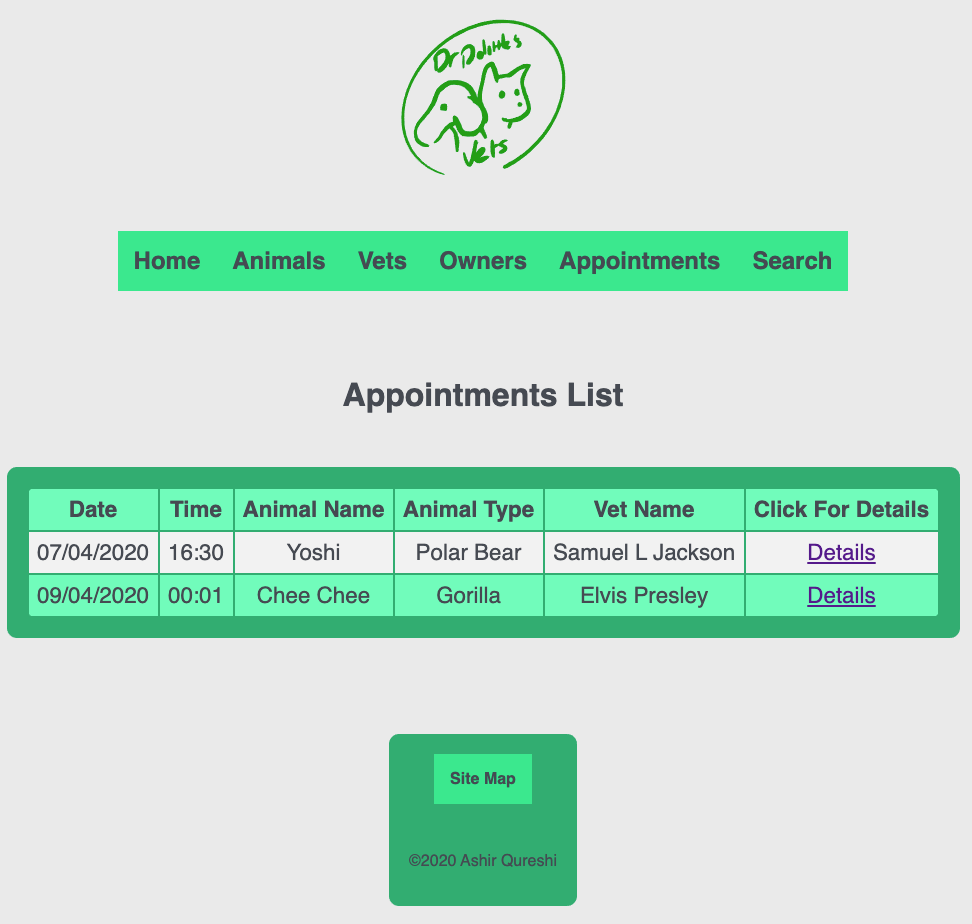 Dr Dolittle's
Vets
Home Animals Vets Owners Appointments Search
Appointments List
Date Time Animal Name Animal Type Vet Name Click For Details
07/04/2020 16:30 Yoshi Polar Bear Samuel L Jackson Details
09/04/2020 00:01 Chee Chee Gorilla Elvis Presley Details
Site Map
©2020 Ashir Qureshi